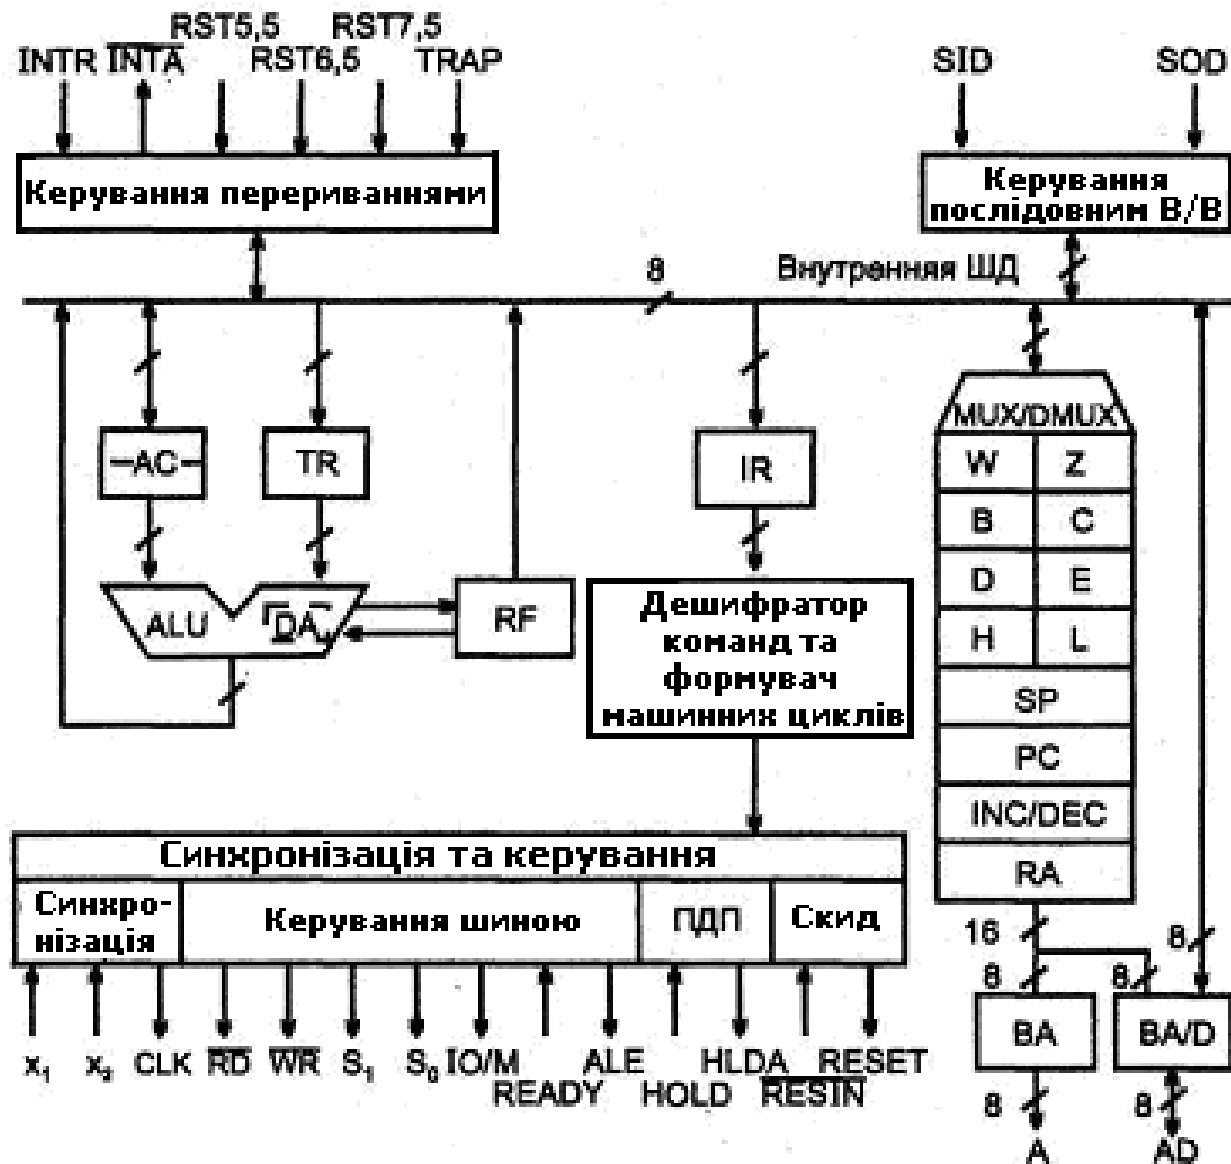 RST5,5 RST7,5
INTR INTA RST6,5 TRAP
SID SOD
Керування перериваннями
Керування
послідовним В/В
8 Внутренняя ШД
MUX/DMUX
AC TR IR
W Z
B C
D E
H L
SP
PC
INC/DEC
RA
ALU DA RF
Дешифратор
команд та
формувач
машинних циклів
Синхронізація та керування
Синхро-
нізація
Керування шиною
ПДП
Скид
16 8
8 8
BA BA/D
x₁ x₂ CLK RD WR S₁ S₀ IO/M ALE HLDA RESET
READY HOLD RESIN
8 8
A AD